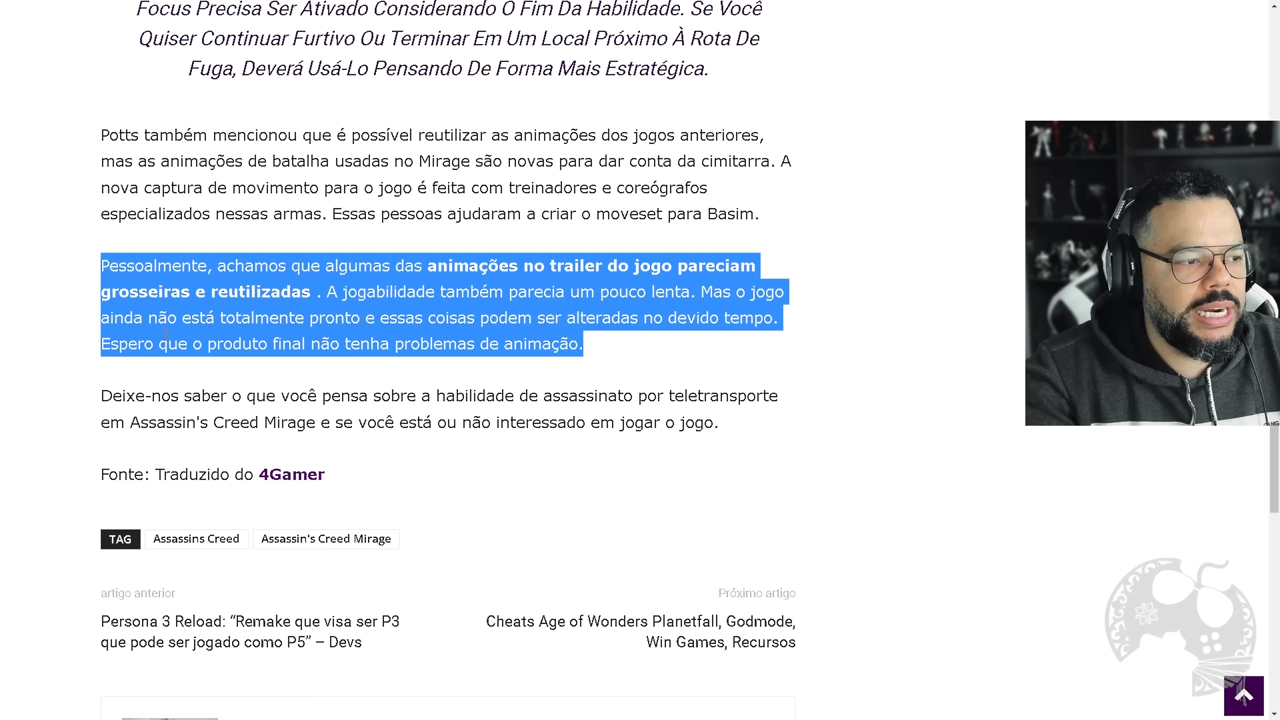 Focus Precisa Ser Ativado Considerando O Fim Da Habilidade. Se Você
Quiser Continuar Furtivo Ou Terminar Em Um Local Próximo À Rota De
Fuga, Deverá Usá-Lo Pensando De Forma Mais Estratégica.
Potts também mencionou que é possível reutilizar as animações dos jogos anteriores,
mas as animações de batalha usadas no Mirage são novas para dar conta da cimitarra. A
nova captura de movimento para o jogo é feita com treinadores e coreógrafos
especializados nessas armas. Essas pessoas ajudaram a criar o moveset para Basim.
Pessoalmente, achamos que algumas das animações no trailer do jogo pareciam
grosseiras e reutilizadas . A jogabilidade também parecia um pouco lenta. Mas o jogo
ainda não está totalmente pronto e essas coisas podem ser alteradas no devido tempo.
Espero que o produto final não tenha problemas de animação.
Deixe-nos saber o que você pensa sobre a habilidade de assassinato por teletransporte
em Assassin's Creed Mirage e se você está ou não interessado em jogar o jogo.
Fonte: Traduzido do 4Gamer
TAG Assassins Creed Assassin's Creed Mirage
artigo anterior Próximo artigo
Persona 3 Reload: “Remake que visa ser P3 Cheats Age of Wonders Planetfall, Godmode,
que pode ser jogado como P5” – Devs Win Games, Recursos